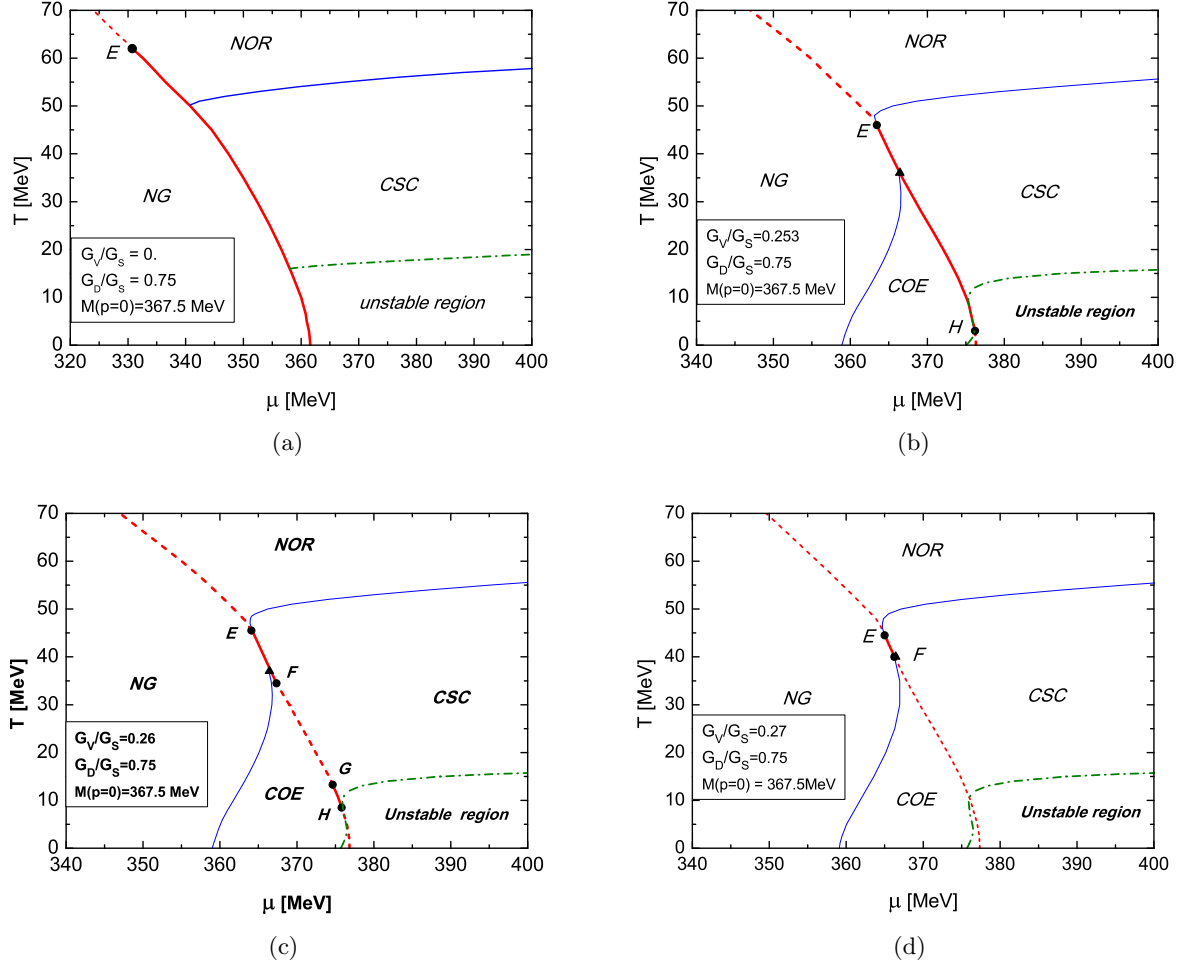 70
60
50
40
30
20
10
0
T [MeV]
E
NOR
NG
CSC
G_V/G_S = 0.
G_D/G_S = 0.75
M(p=0)=367.5 MeV
unstable region
320 330 340 350 360 370 380 390 400
μ [MeV]
(a)
70
60
50
40
30
20
10
0
T [MeV]
NOR
E
NG
CSC
G_V/G_S=0.253
G_D/G_S=0.75
M(p=0)=367.5 MeV
COE
H
Unstable region
340 350 360 370 380 390 400
μ [MeV]
(b)
70
60
50
40
30
20
10
0
T [MeV]
NOR
E
F
NG
CSC
G_V/G_S=0.26
G_D/G_S=0.75
M(p=0)=367.5 MeV
G
COE
H
Unstable region
340 350 360 370 380 390 400
μ [MeV]
(c)
70
60
50
40
30
20
10
0
T [MeV]
NOR
E
F
NG
CSC
G_V/G_S=0.27
G_D/G_S=0.75
M(p=0) = 367.5MeV
COE
Unstable region
340 350 360 370 380 390 400
μ [MeV]
(d)